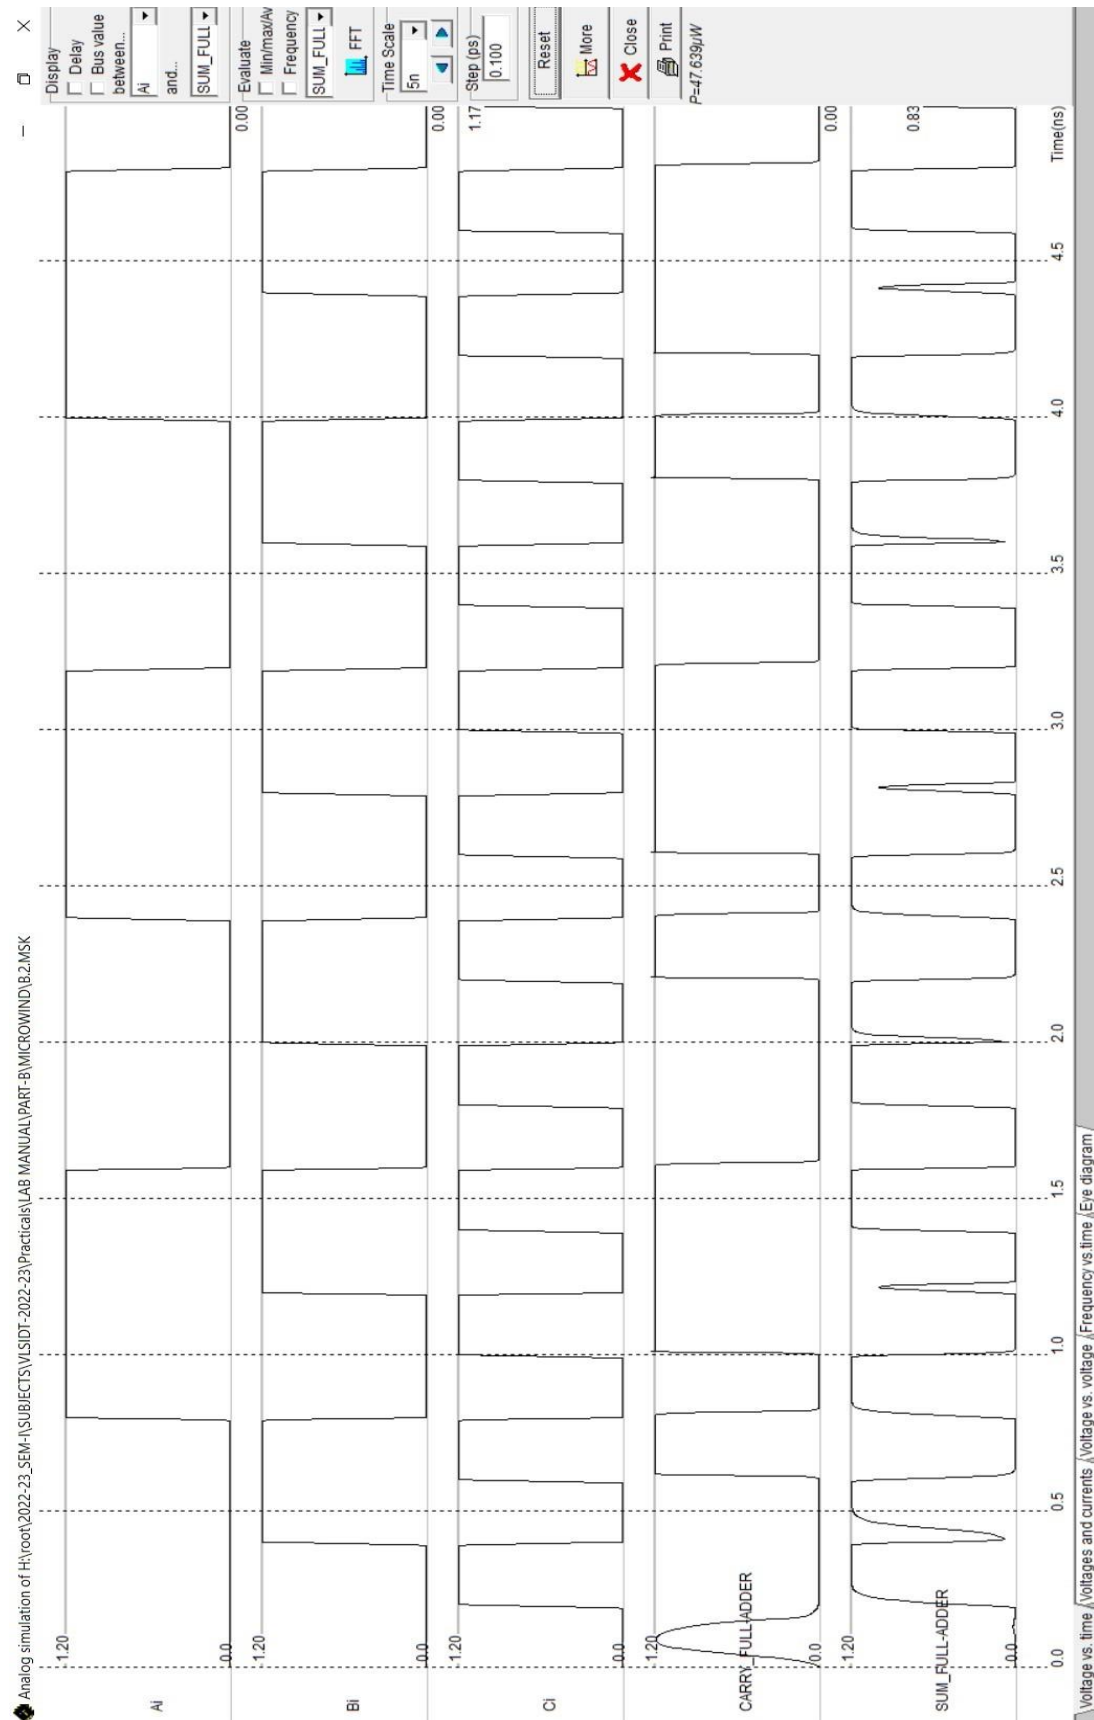 Analog simulation of H:\root\2022-23_SEM-I\SUBJECTS\VLSIDT-2022-23\Practicals\LAB MANUAL\PART-B\MICROWIND\B.2.MSK
Ai
1.20
0.0
0.00
Bi
1.20
0.0
0.00
Ci
1.20
0.0
1.17
CARRY_FULL-ADDER
1.20
0.0
0.00
SUM_FULL-ADDER
1.20
0.0
0.83
0.0 0.5 1.0 1.5 2.0 2.5 3.0 3.5 4.0 4.5 Time(ns)
Display
Delay
Bus value
between...
Ai
and...
SUM_FULL
Evaluate
Min/max/Av
Frequency
SUM_FULL
FFT
Time Scale
5n
Step (ps)
0.100
Reset
More
Close
Print
P=47.639µW
Voltage vs. time Voltages and currents Voltage vs. voltage Frequency vs.time Eye diagram